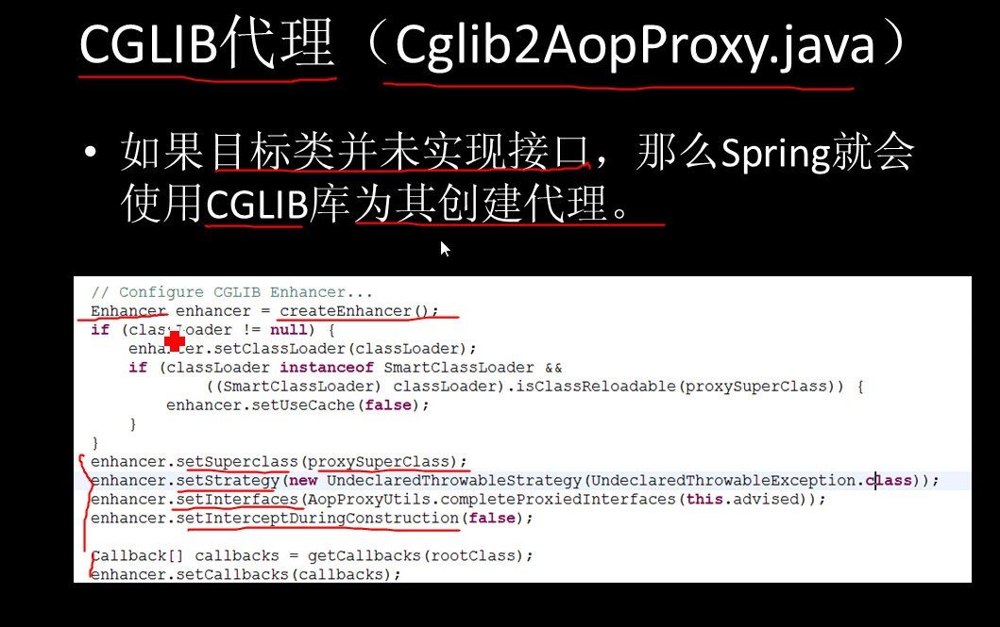 CGLIB代理（Cglib2AopProxy.java）
• 如果目标类并未实现接口，那么Spring就会
使用CGLIB库为其创建代理。
// Configure CGLIB Enhancer...
Enhancer enhancer = createEnhancer();
if (classLoader != null) {
enhancer.setClassLoader(classLoader);
if (classLoader instanceof SmartClassLoader &&
((SmartClassLoader) classLoader).isClassReloadable(proxySuperClass)) {
enhancer.setUseCache(false);
}
}
enhancer.setSuperclass(proxySuperClass);
enhancer.setStrategy(new UndeclaredThrowableStrategy(UndeclaredThrowableException.class));
enhancer.setInterfaces(AopProxyUtils.completeProxiedInterfaces(this.advised));
enhancer.setInterceptDuringConstruction(false);
Callback[] callbacks = getCallbacks(rootClass);
enhancer.setCallbacks(callbacks);